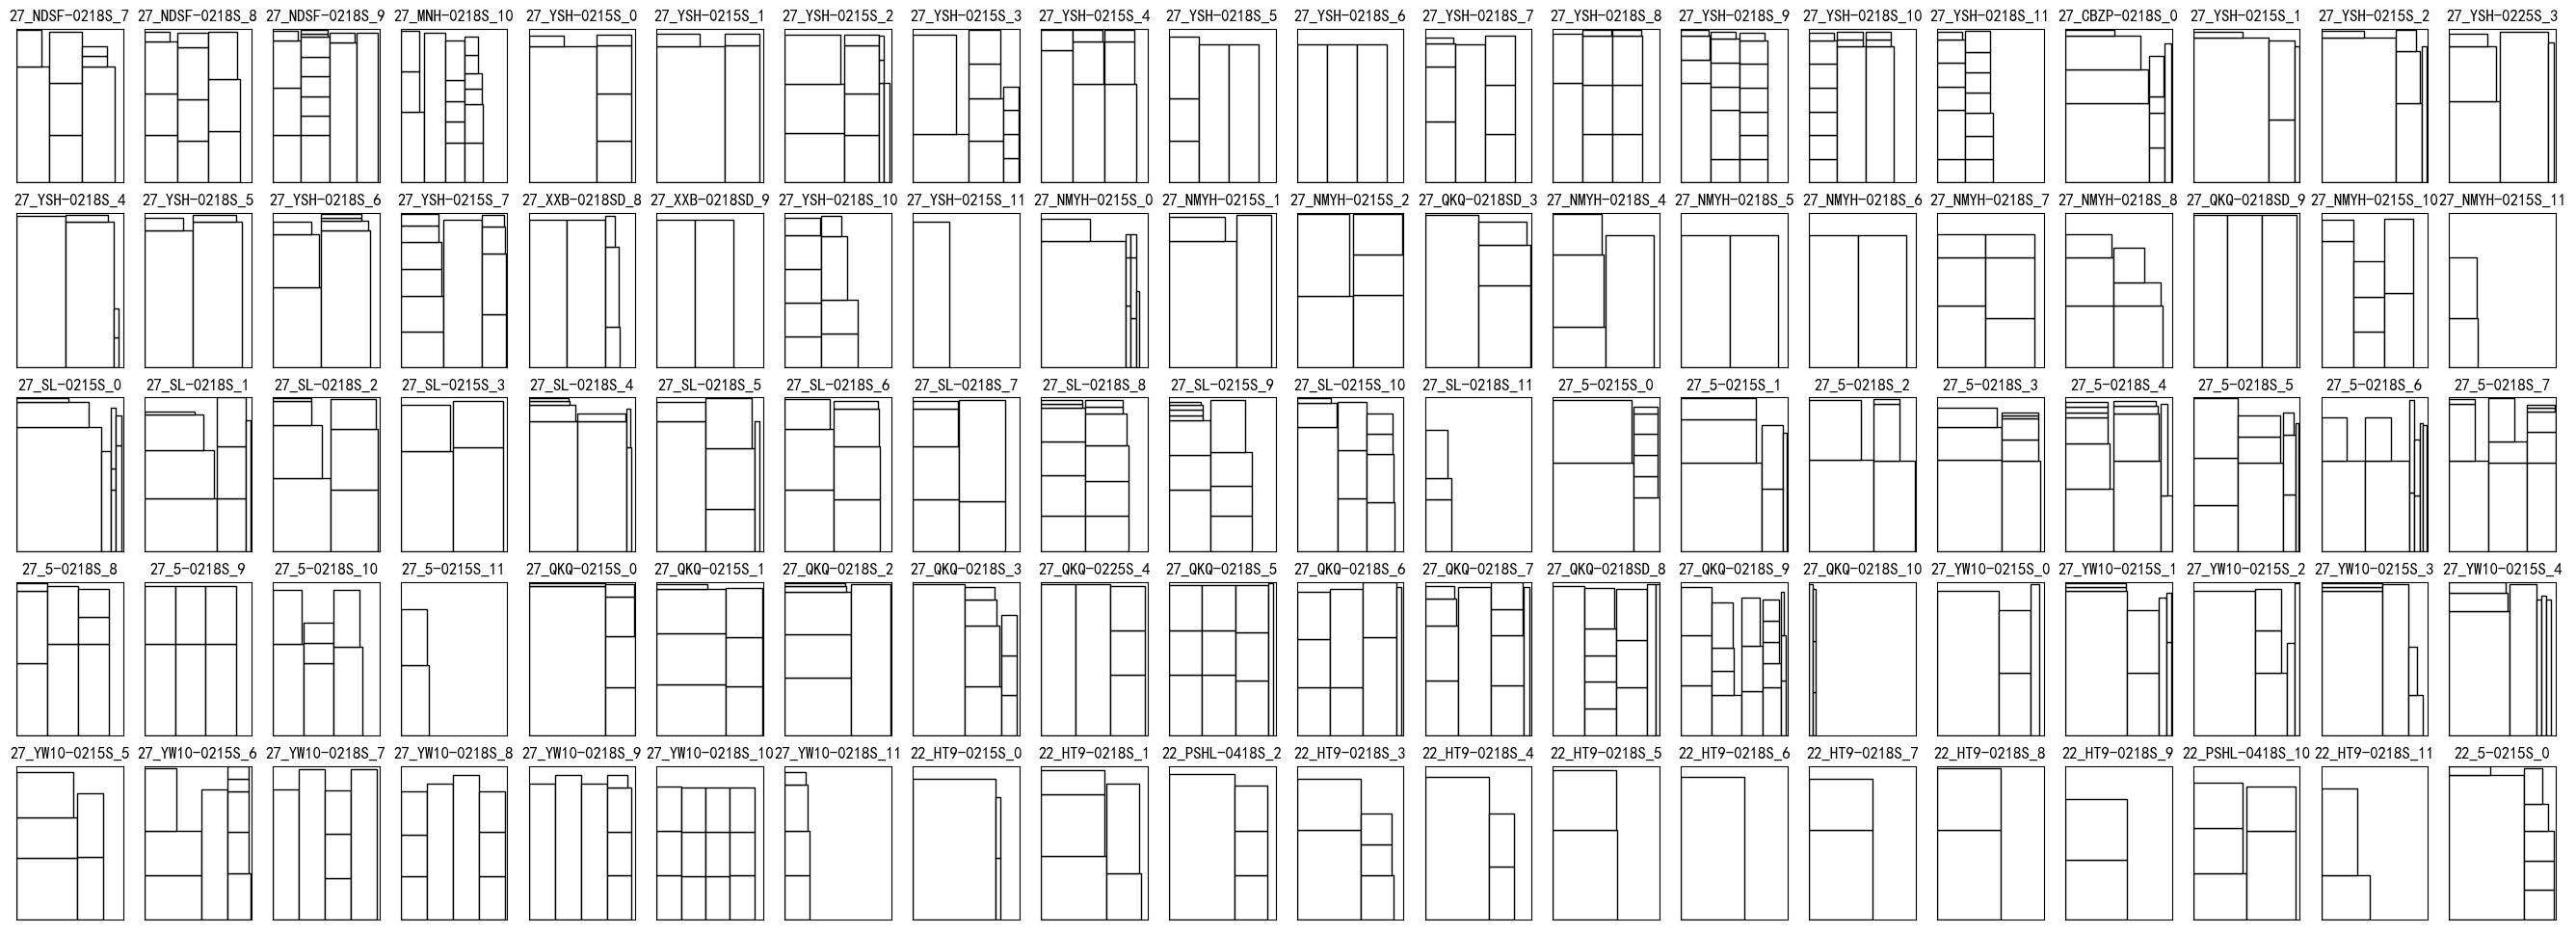 27_NDSF-0218S_7 27_NDSF-0218S_8 27_NDSF-0218S_9 27_MNH-0218S_10 27_YSH-0215S_0 27_YSH-0215S_1 27_YSH-0215S_2 27_YSH-0215S_3 27_YSH-0215S_4 27_YSH-0218S_5 27_YSH-0218S_6 27_YSH-0218S_7 27_YSH-0218S_8 27_YSH-0218S_9 27_YSH-0218S_10 27_YSH-0218S_11 27_CBZP-0218S_0 27_YSH-0215S_1 27_YSH-0215S_2 27_YSH-0225S_3
27_YSH-0218S_4 27_YSH-0218S_5 27_YSH-0218S_6 27_YSH-0215S_7 27_XXB-0218SD_8 27_XXB-0218SD_9 27_YSH-0218S_10 27_YSH-0215S_11 27_NMYH-0215S_0 27_NMYH-0215S_1 27_NMYH-0215S_2 27_QKQ-0218SD_3 27_NMYH-0218S_4 27_NMYH-0218S_5 27_NMYH-0218S_6 27_NMYH-0218S_7 27_NMYH-0218S_8 27_QKQ-0218SD_9 27_NMYH-0215S_10 27_NMYH-0215S_11
27_SL-0215S_0 27_SL-0218S_1 27_SL-0218S_2 27_SL-0215S_3 27_SL-0218S_4 27_SL-0218S_5 27_SL-0218S_6 27_SL-0218S_7 27_SL-0218S_8 27_SL-0215S_9 27_SL-0215S_10 27_SL-0218S_11 27_5-0215S_0 27_5-0215S_1 27_5-0218S_2 27_5-0218S_3 27_5-0218S_4 27_5-0218S_5 27_5-0218S_6 27_5-0218S_7
27_5-0218S_8 27_5-0218S_9 27_5-0218S_10 27_5-0215S_11 27_QKQ-0215S_0 27_QKQ-0215S_1 27_QKQ-0218S_2 27_QKQ-0218S_3 27_QKQ-0225S_4 27_QKQ-0218S_5 27_QKQ-0218S_6 27_QKQ-0218S_7 27_QKQ-0218SD_8 27_QKQ-0218S_9 27_QKQ-0218S_10 27_YW10-0215S_0 27_YW10-0215S_1 27_YW10-0215S_2 27_YW10-0215S_3 27_YW10-0215S_4
27_YW10-0215S_5 27_YW10-0215S_6 27_YW10-0218S_7 27_YW10-0218S_8 27_YW10-0218S_9 27_YW10-0218S_10 27_YW10-0218S_11 22_HT9-0215S_0 22_HT9-0218S_1 22_PSHL-0418S_2 22_HT9-0218S_3 22_HT9-0218S_4 22_HT9-0218S_5 22_HT9-0218S_6 22_HT9-0218S_7 22_HT9-0218S_8 22_HT9-0218S_9 22_PSHL-0418S_10 22_HT9-0218S_11 22_5-0215S_0